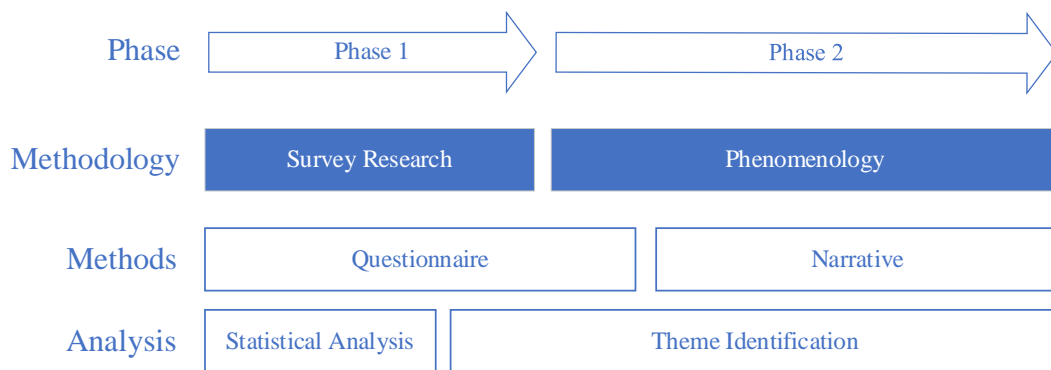 Phase
Phase 1
Phase 2
Methodology
Survey Research
Phenomenology
Methods
Questionnaire
Narrative
Analysis
Statistical Analysis
Theme Identification